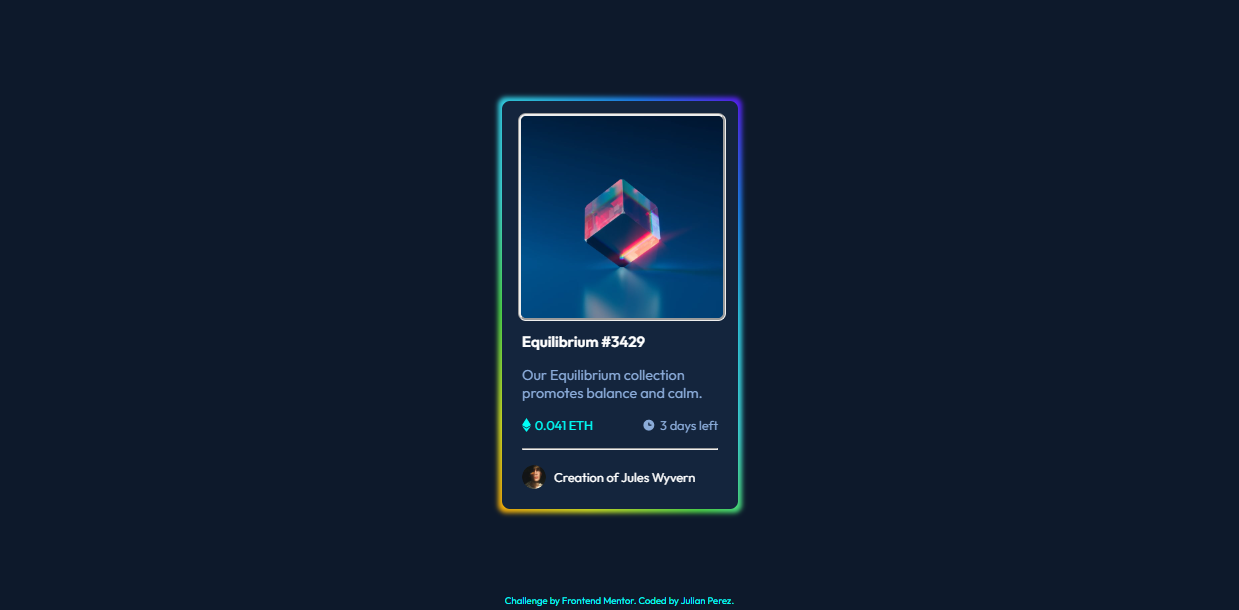 Equilibrium #3429
Our Equilibrium collection
promotes balance and calm.
0.041 ETH
3 days left
Creation of Jules Wyvern
Challenge by Frontend Mentor. Coded by Julian Perez.